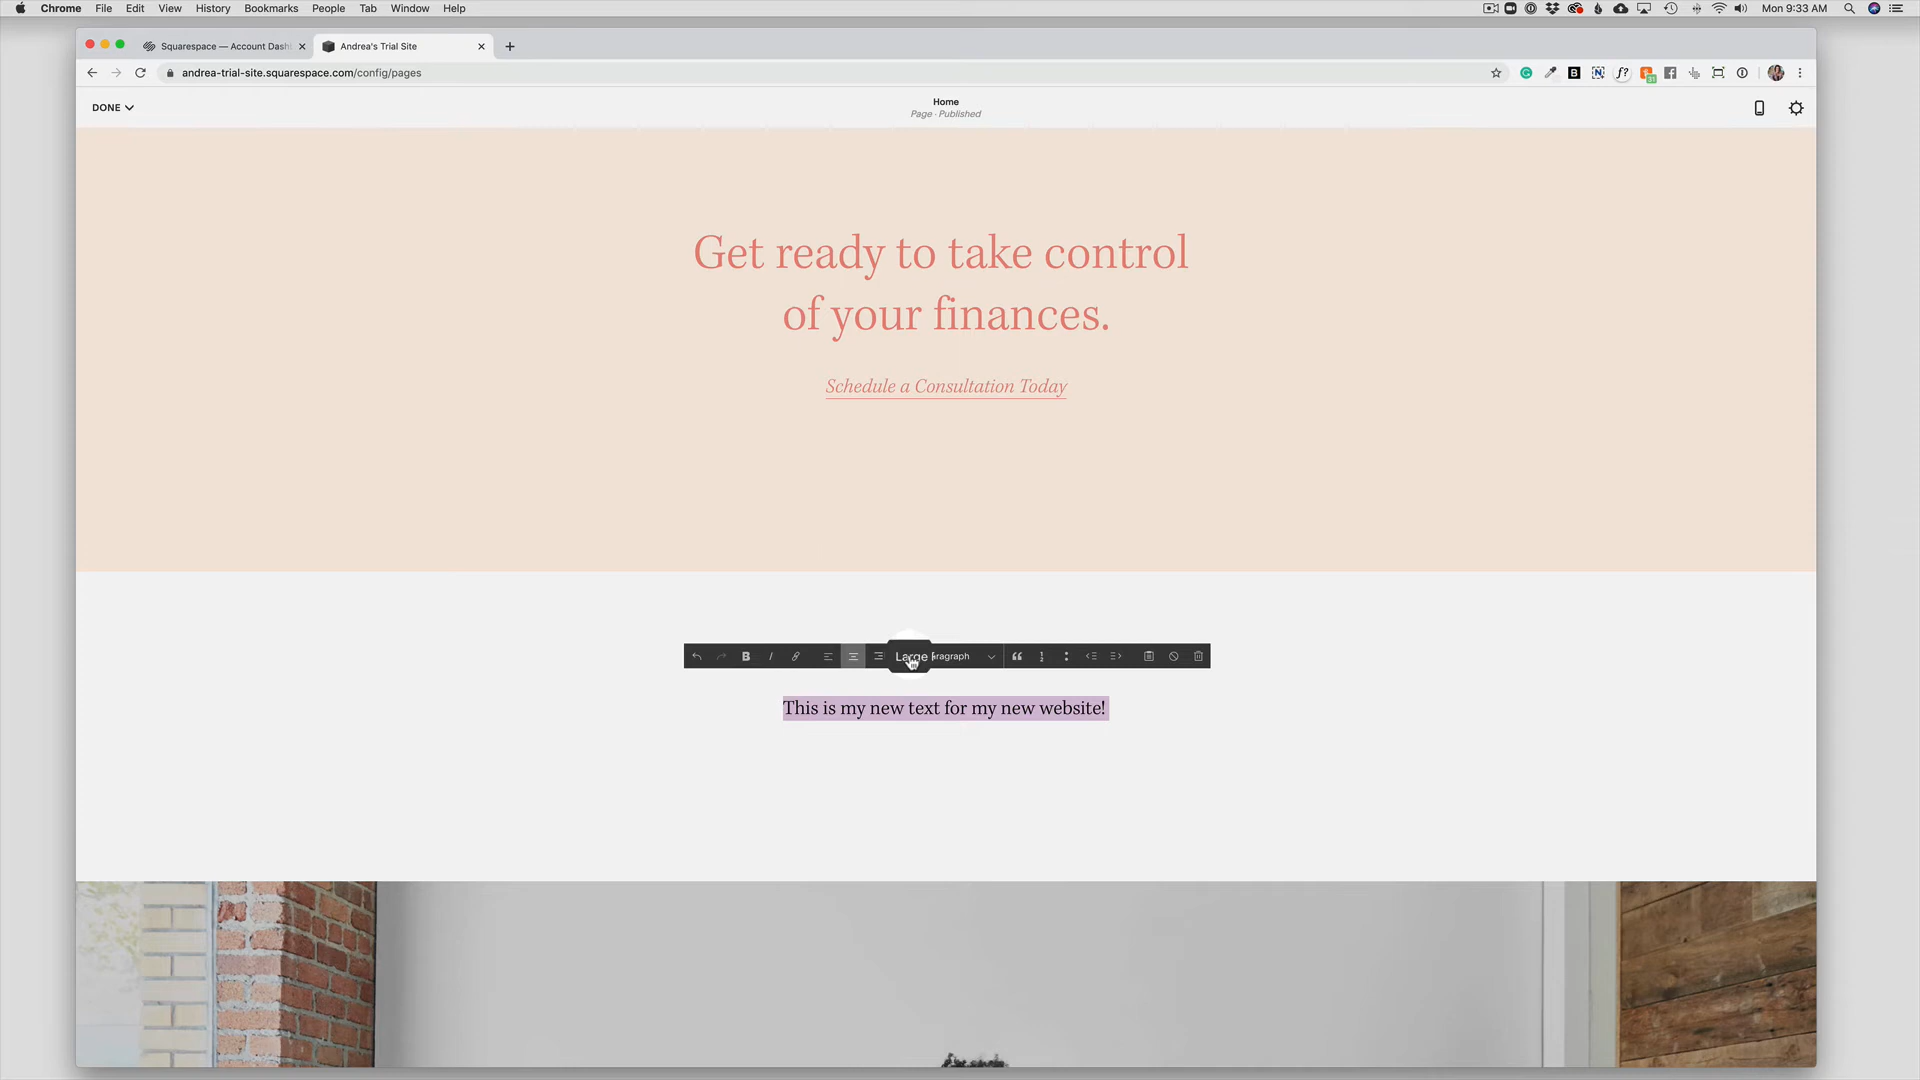 Chrome File Edit View History Bookmarks People Tab Window Help
Mon 9:33 AM
Squarespace — Account Dash
Andrea's Trial Site
andrea-trial-site.squarespace.com/config/pages
DONE
Home
Page · Published
Get ready to take control
of your finances.
Schedule a Consultation Today
B I Large
This is my new text for my new website!